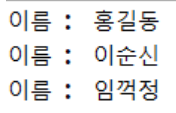 이름 : 홍길동
이름 : 이순신
이름 : 임꺽정